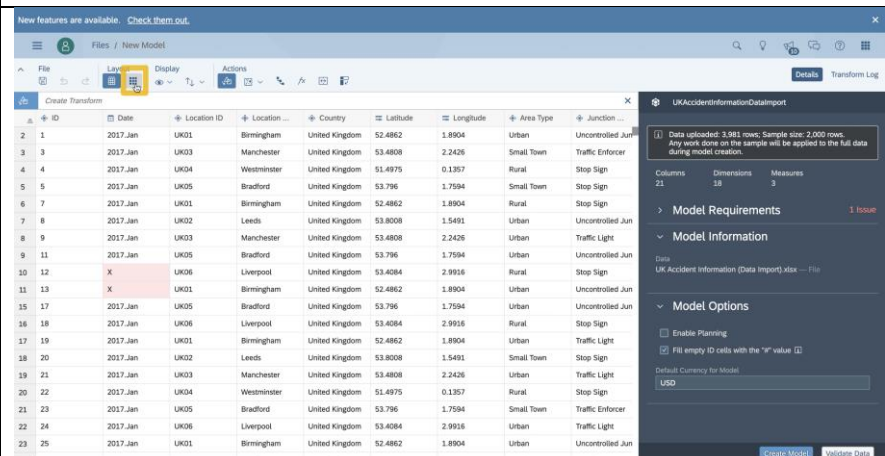 New features are available. Check them out.
Files / New Model
File Layout Display Actions
Details Transform Log
Create Transform
ID Date Location ID Location ... Country Latitude Longitude Area Type Junction ...
2 1 2017.Jan UK01 Birmingham United Kingdom 52.4862 1.8904 Urban Uncontrolled Jun
3 3 2017.Jan UK03 Manchester United Kingdom 53.4808 2.2426 Small Town Traffic Enforcer
4 4 2017.Jan UK04 Westminster United Kingdom 51.4975 0.1357 Rural Stop Sign
5 5 2017.Jan UK05 Bradford United Kingdom 53.796 1.7594 Small Town Stop Sign
6 7 2017.Jan UK01 Birmingham United Kingdom 52.4862 1.8904 Urban Uncontrolled Jun
7 8 2017.Jan UK02 Leeds United Kingdom 53.8008 1.5491 Urban Uncontrolled Jun
8 9 2017.Jan UK03 Manchester United Kingdom 53.4808 2.2426 Urban Traffic Light
9 11 2017.Jan UK05 Bradford United Kingdom 53.796 1.7594 Urban Uncontrolled Jun
10 12 X UK06 Liverpool United Kingdom 53.4084 2.9916 Rural Stop Sign
11 13 X UK01 Birmingham United Kingdom 52.4862 1.8904 Urban Uncontrolled Jun
15 17 2017.Jan UK05 Bradford United Kingdom 53.796 1.7594 Urban Uncontrolled Jun
16 18 2017.Jan UK06 Liverpool United Kingdom 53.4084 2.9916 Rural Stop Sign
17 19 2017.Jan UK01 Birmingham United Kingdom 52.4862 1.8904 Urban Traffic Light
18 20 2017.Jan UK02 Leeds United Kingdom 53.8008 1.5491 Small Town Stop Sign
19 21 2017.Jan UK03 Manchester United Kingdom 53.4808 2.2426 Urban Traffic Light
20 22 2017.Jan UK04 Westminster United Kingdom 51.4975 0.1357 Rural Stop Sign
21 23 2017.Jan UK05 Bradford United Kingdom 53.796 1.7594 Small Town Traffic Enforcer
22 24 2017.Jan UK06 Liverpool United Kingdom 53.4084 2.9916 Urban Traffic Light
23 25 2017.Jan UK01 Birmingham United Kingdom 52.4862 1.8904 Urban Uncontrolled Jun
UKAccidentInformationDataImport
Data uploaded: 3,981 rows; Sample size: 2,000 rows.
Any work done on the sample will be applied to the full data
during model creation.
Columns Dimensions Measures
21 18 3
Model Requirements 1 Issue
Model Information
Data
UK Accident Information (Data Import).xlsx — File
Model Options
Enable Planning
Fill empty ID cells with the "#" value
Default Currency for Model
USD
Create Model Validate Data